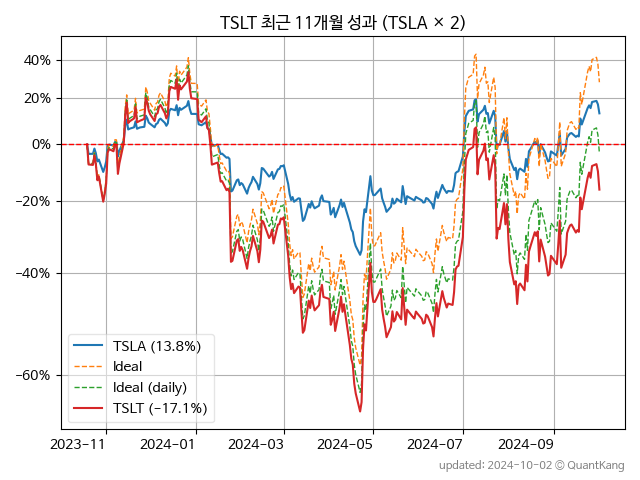 TSLT 최근 11개월 성과 (TSLA × 2)
40%
20%
0%
−20%
−40%
−60%
TSLA (13.8%)
Ideal
Ideal (daily)
TSLT (−17.1%)
2023−11
2024−01
2024−03
2024−05
2024−07
2024−09
updated: 2024-10-02 © QuantKang